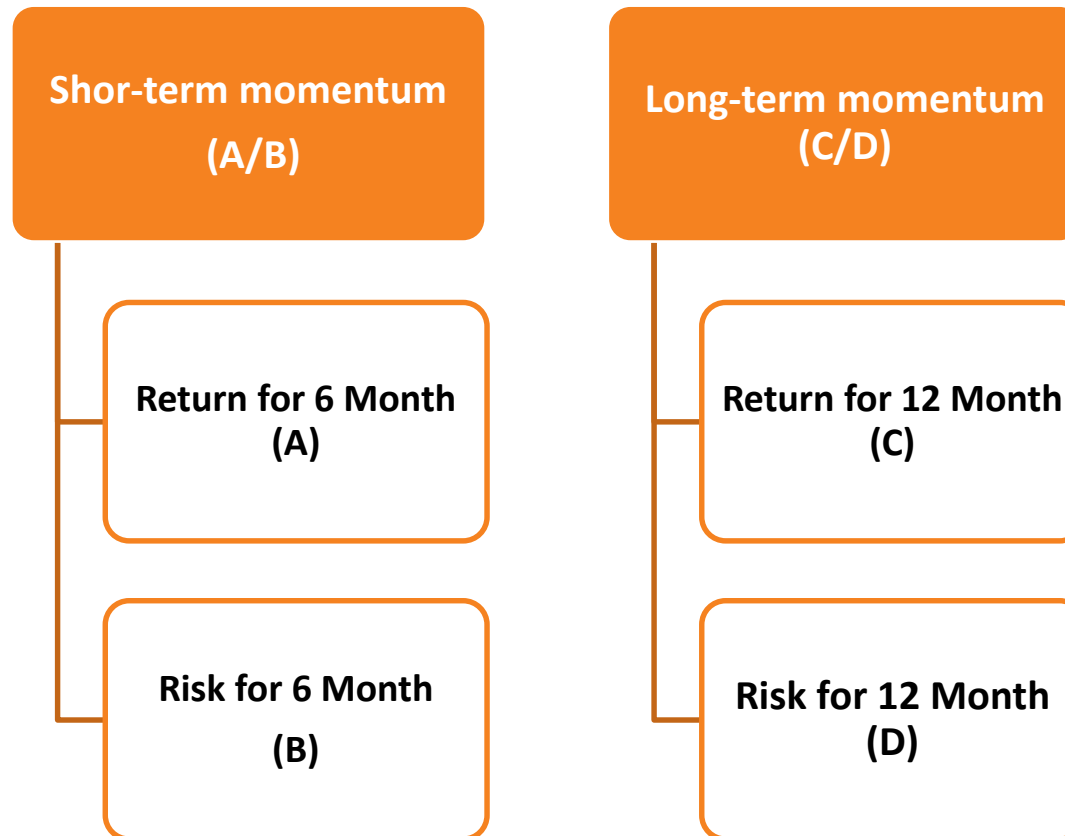 Shor-term momentum
(A/B)
Return for 6 Month
(A)
Risk for 6 Month
(B)
Long-term momentum
(C/D)
Return for 12 Month
(C)
Risk for 12 Month
(D)